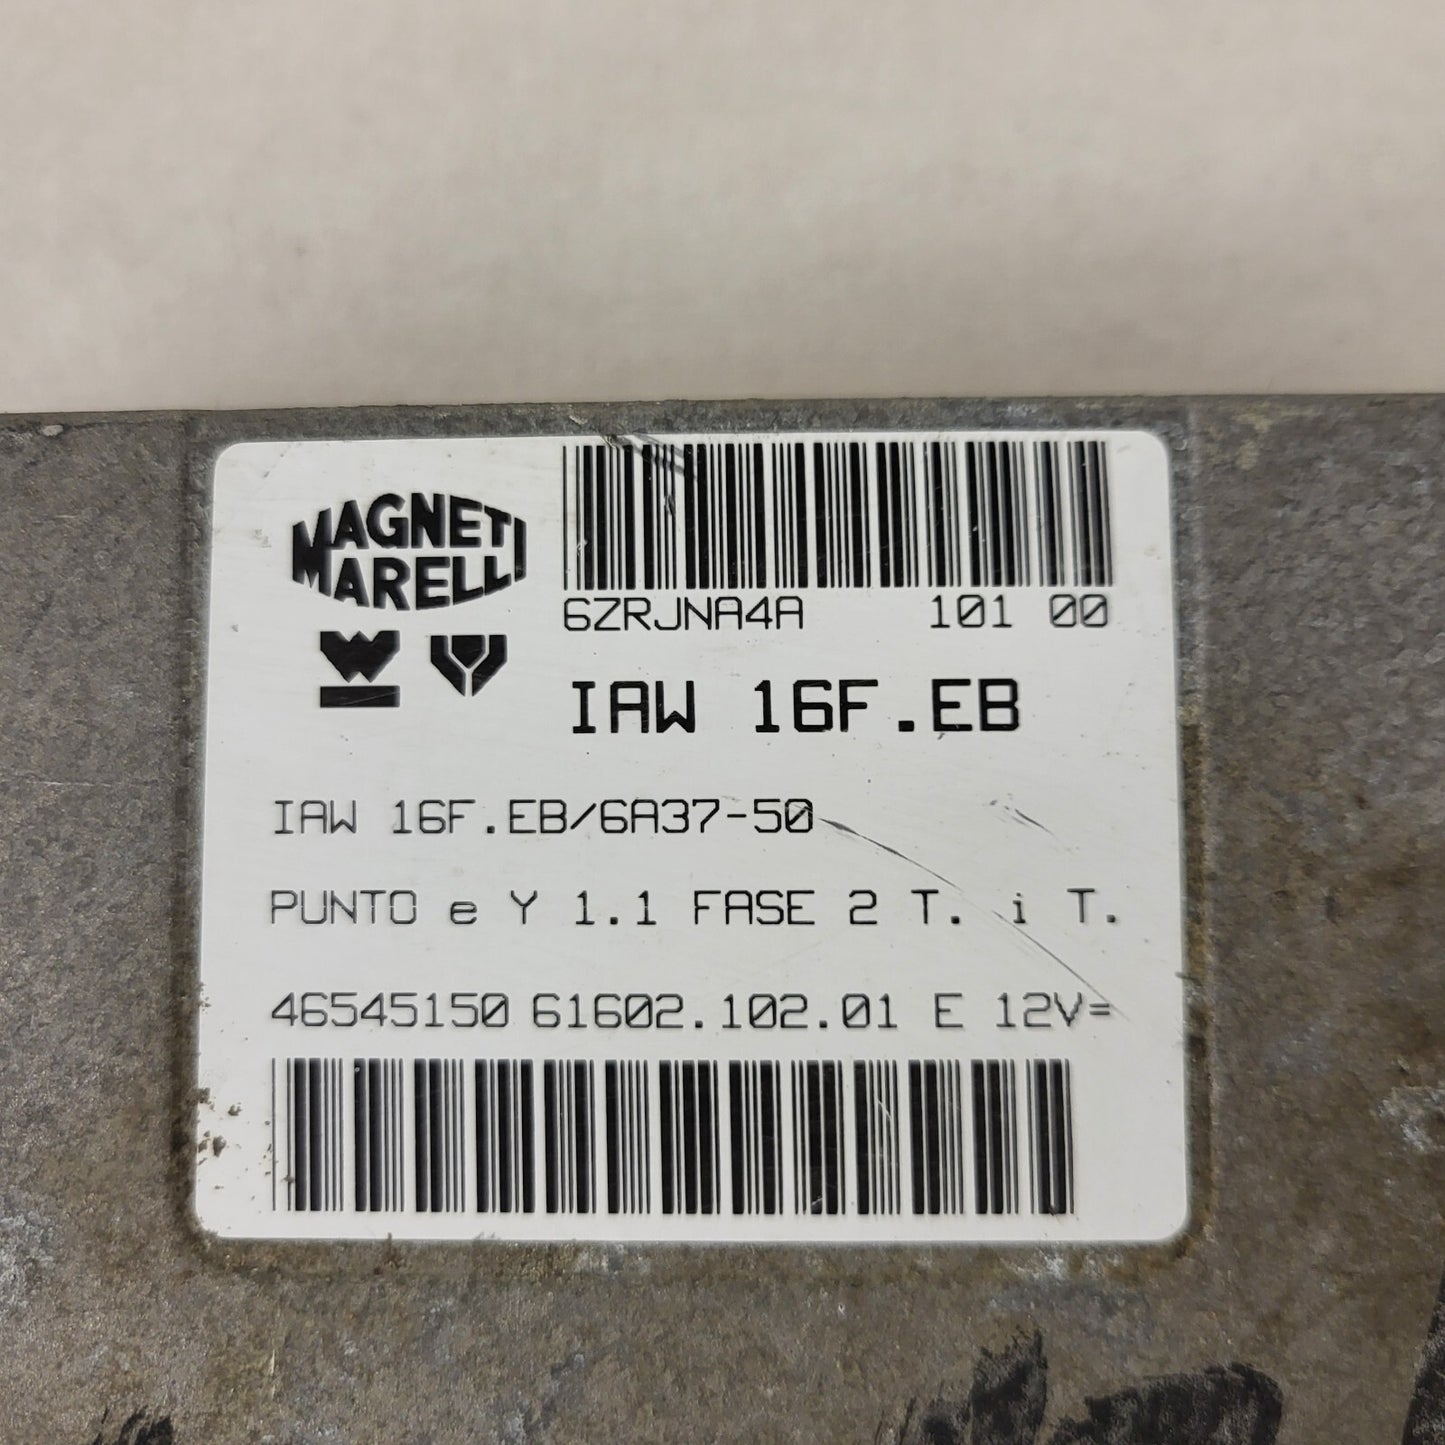 MAGNETI
MARELLI
6ZRJNA4A 101 00
IAW 16F.EB
IAW 16F.EB/6A37-50
PUNTO e Y 1.1 FASE 2 T. i T.
46545150 61602.102.01 E 12V=